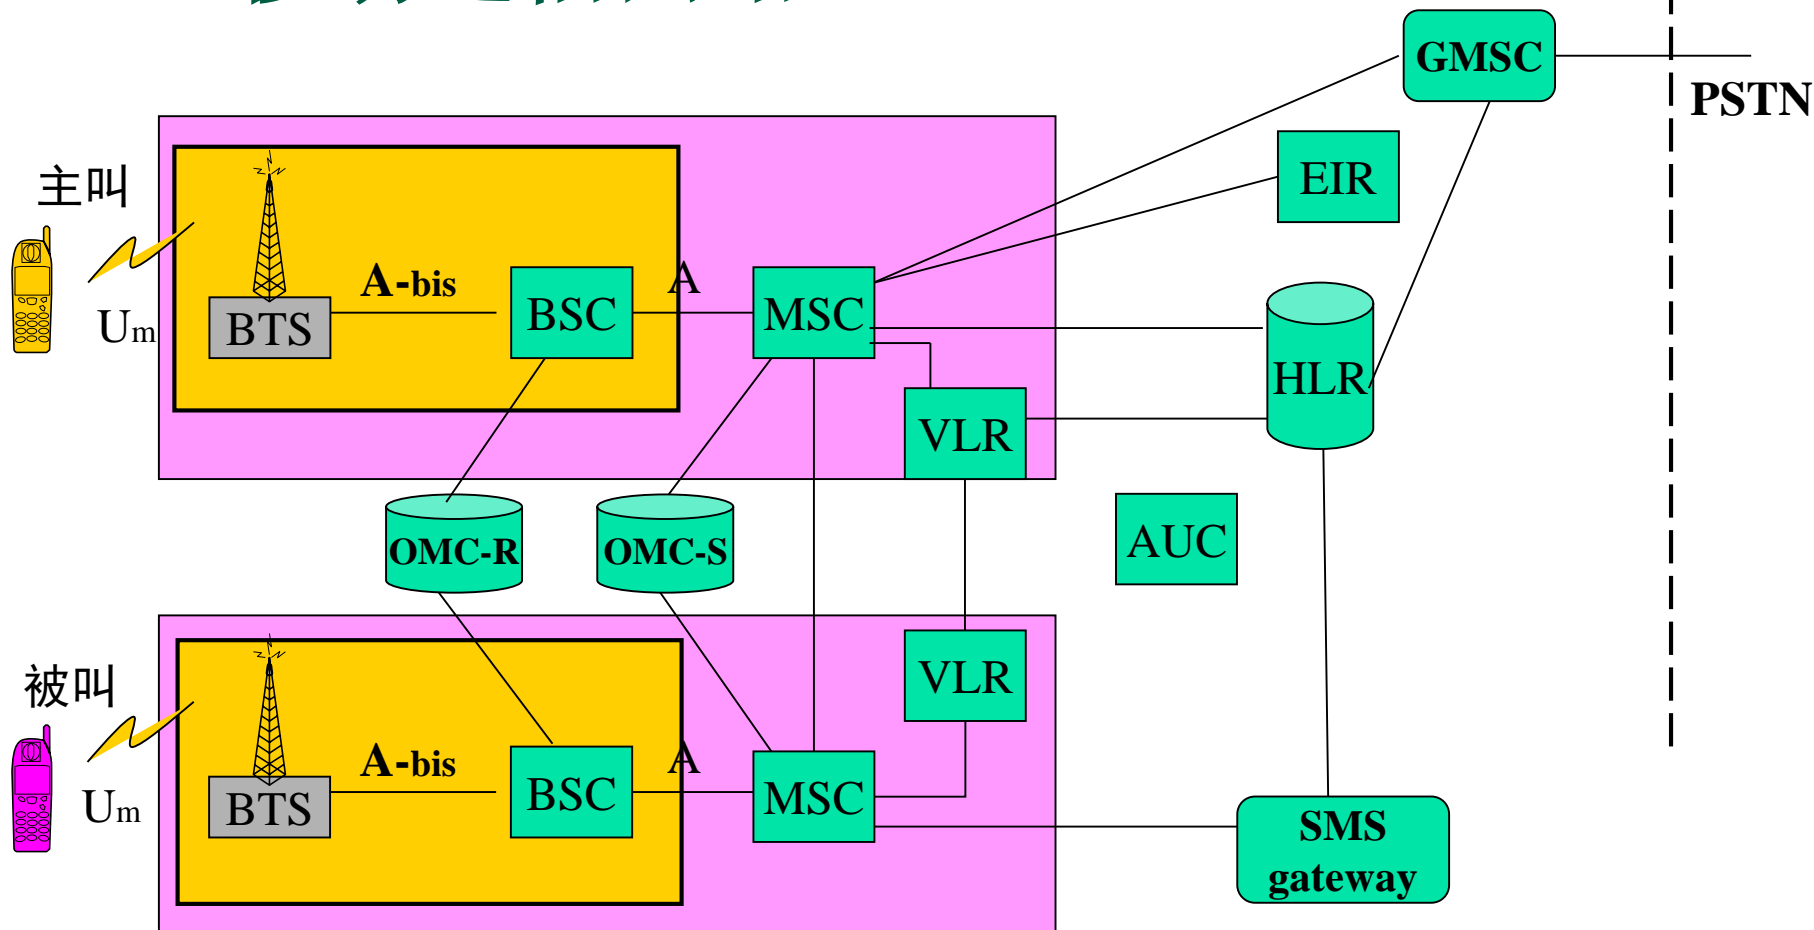 GMSC
PSTN
EIR
主叫
A-bis
A
BSC
MSC
Um
BTS
HLR
VLR
OMC-R
OMC-S
AUC
被叫
VLR
A-bis
A
BSC
MSC
Um
BTS
SMS
gateway